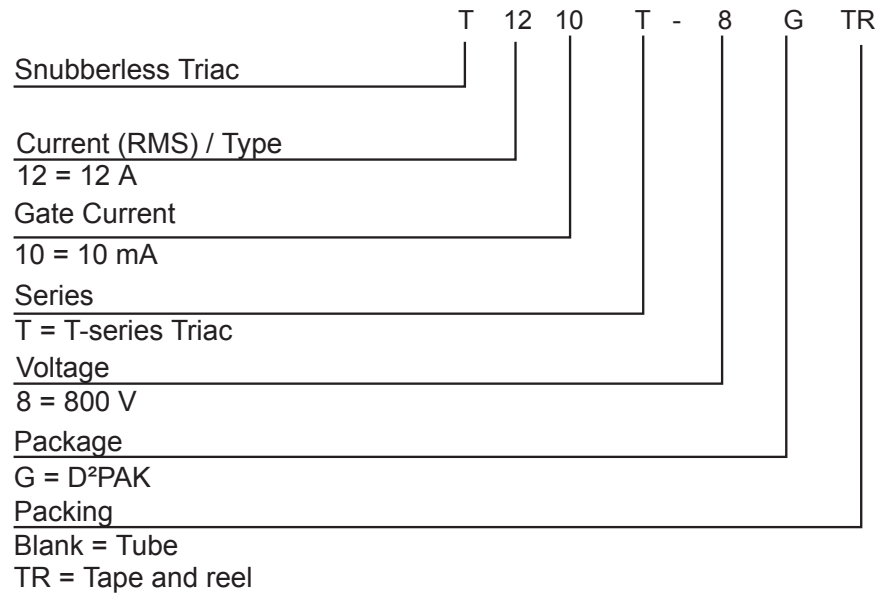 T 12 10 T - 8 G TR
Snubberless Triac
Current (RMS) / Type
12 = 12 A
Gate Current
10 = 10 mA
Series
T = T-series Triac
Voltage
8 = 800 V
Package
G = D²PAK
Packing
Blank = Tube
TR = Tape and reel